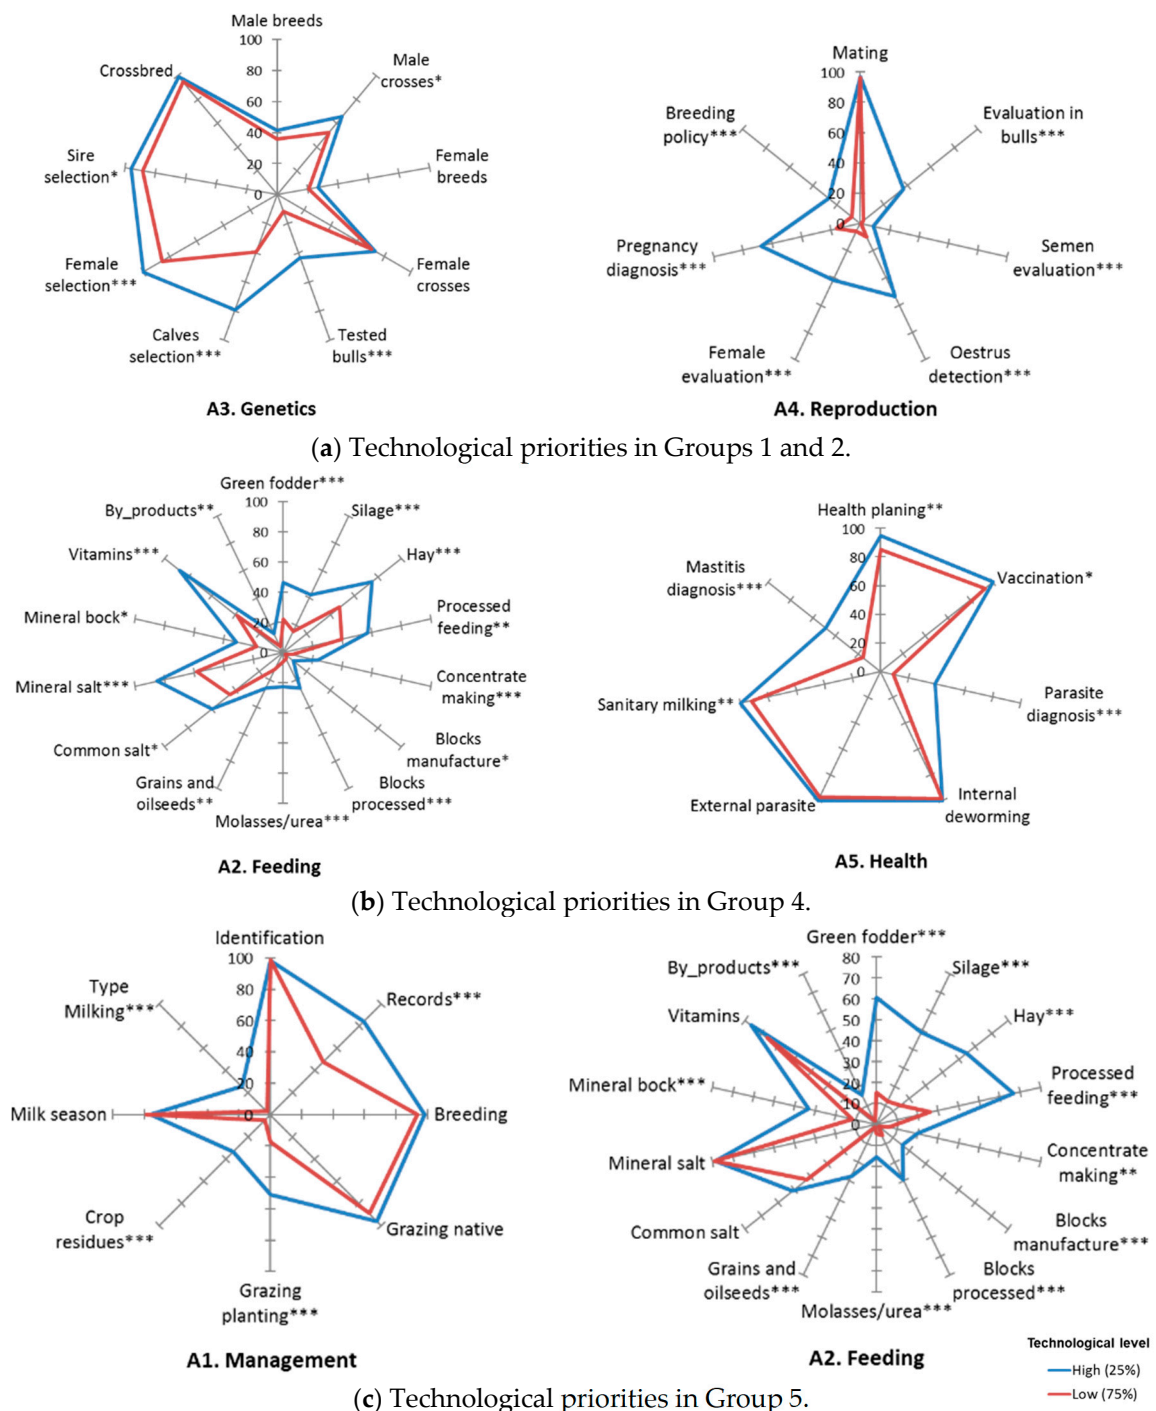 Male breeds
100
80
60
40
20
0
Male
crosses*
Female
breeds
Female
crosses
Tested
bulls***
Calves
selection***
Female
selection***
Sire
selection*
Crossbred
A3. Genetics
Mating
100
80
60
40
20
0
Evaluation in
bulls***
Semen
evaluation***
Oestrus
detection***
Female
evaluation***
Pregnancy
diagnosis***
Breeding
policy***
A4. Reproduction
(a) Technological priorities in Groups 1 and 2.
Green fodder***
100
80
60
40
20
0
Silage***
Hay***
Processed
feeding**
Concentrate
making***
Blocks
manufacture*
Blocks
processed***
Molasses/urea***
Grains and
oilseeds**
Common salt*
Mineral salt***
Mineral bock*
Vitamins***
By_products**
A2. Feeding
Health planing**
100
80
60
40
20
0
Vaccination*
Parasite
diagnosis***
Internal
deworming
External parasite
Sanitary milking**
Mastitis
diagnosis***
A5. Health
(b) Technological priorities in Group 4.
Identification
100
80
60
40
20
0
Records***
Breeding
Grazing native
Grazing
planting***
Crop
residues***
Milk season
Type
Milking***
A1. Management
Green fodder***
80
70
60
50
40
30
20
10
0
Silage***
Hay***
Processed
feeding***
Concentrate
making**
Blocks
manufacture***
Blocks
processed***
Molasses/urea***
Grains and
oilseeds***
Common salt
Mineral salt
Mineral bock***
Vitamins
By_products***
A2. Feeding
Technological level
High (25%)
Low (75%)
(c) Technological priorities in Group 5.